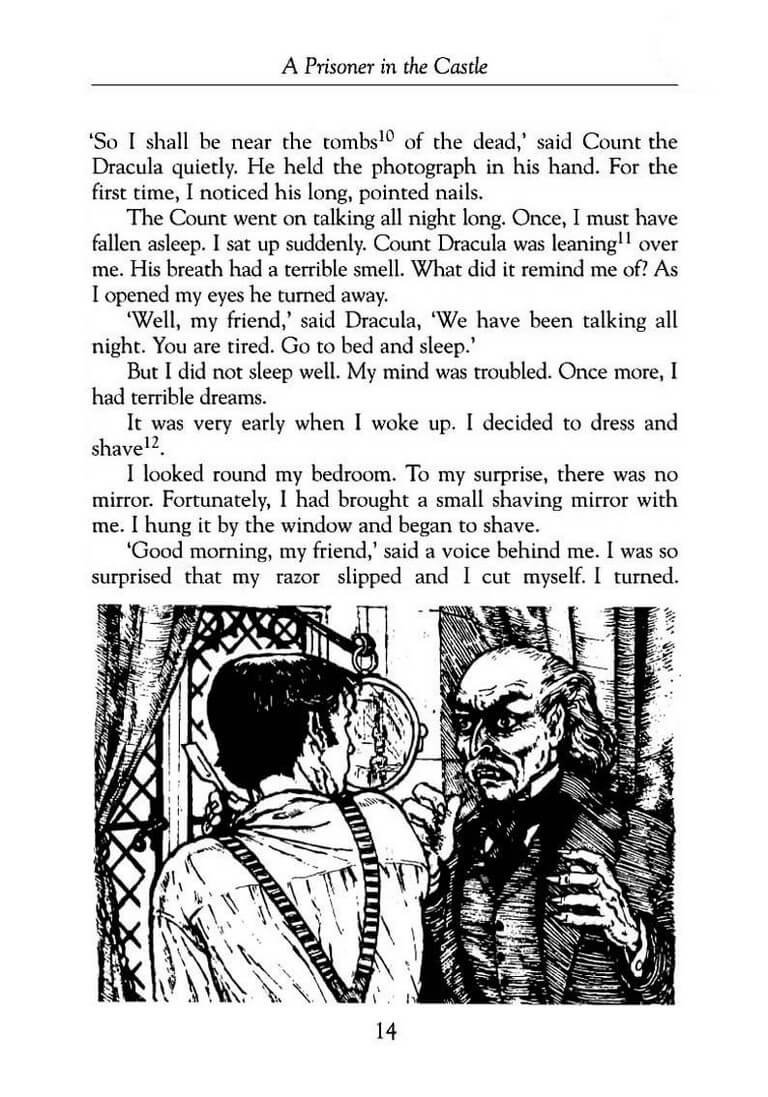 A Prisoner in the Castle
‘So I shall be near the tombs10 of the dead,’ said Count the
Dracula quietly. He held the photograph in his hand. For the
first time, I noticed his long, pointed nails.
The Count went on talking all night long. Once, I must have
fallen asleep. I sat up suddenly. Count Dracula was leaning11 over
me. His breath had a terrible smell. What did it remind me of? As
I opened my eyes he turned away.
‘Well, my friend,’ said Dracula, ‘We have been talking all
night. You are tired. Go to bed and sleep.’
But I did not sleep well. My mind was troubled. Once more, I
had terrible dreams.
It was very early when I woke up. I decided to dress and
shave12.
I looked round my bedroom. To my surprise, there was no
mirror. Fortunately, I had brought a small shaving mirror with
me. I hung it by the window and began to shave.
‘Good morning, my friend,’ said a voice behind me. I was so
surprised that my razor slipped and I cut myself. I turned.
14